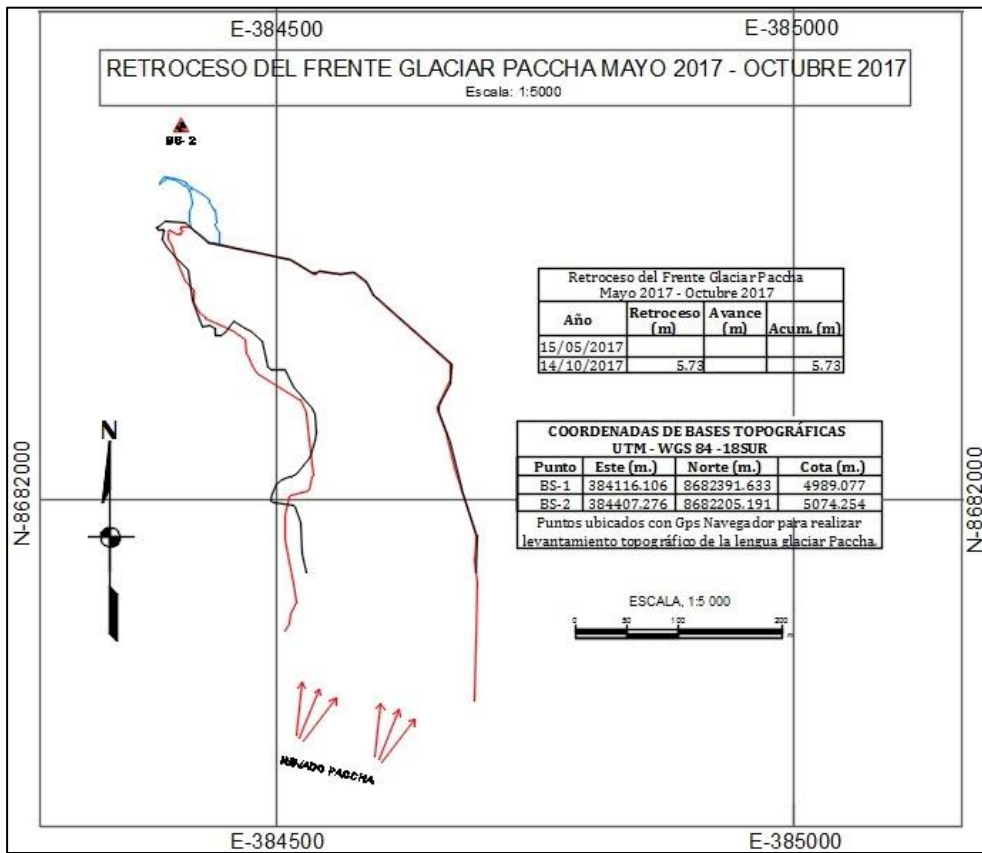 E-384500 E-385000
RETROCESO DEL FRENTE GLACIAR PACCHA MAYO 2017 - OCTUBRE 2017
Escala: 1:5000
BS- 2
Retroceso del Frente Glaciar Paccha
Mayo 2017 - Octubre 2017
Año Retroceso (m) Avance (m) Acum. (m)
15/05/2017
14/10/2017 5.73 5.73
N
COORDENADAS DE BASES TOPOGRÁFICAS
UTM - WGS 84 -18SUR
Punto Este (m.) Norte (m.) Cota (m.)
BS-1 384116.106 8682391.633 4989.077
BS-2 384407.276 8682205.191 5074.254
Puntos ubicados con Gps Navegador para realizar
levantamiento topográfico de la lengua glaciar Paccha.
N-8682000 N-8682000
ESCALA, 1:5 000
0 50 100 200
m
NEVADO PACCHA
E-384500 E-385000